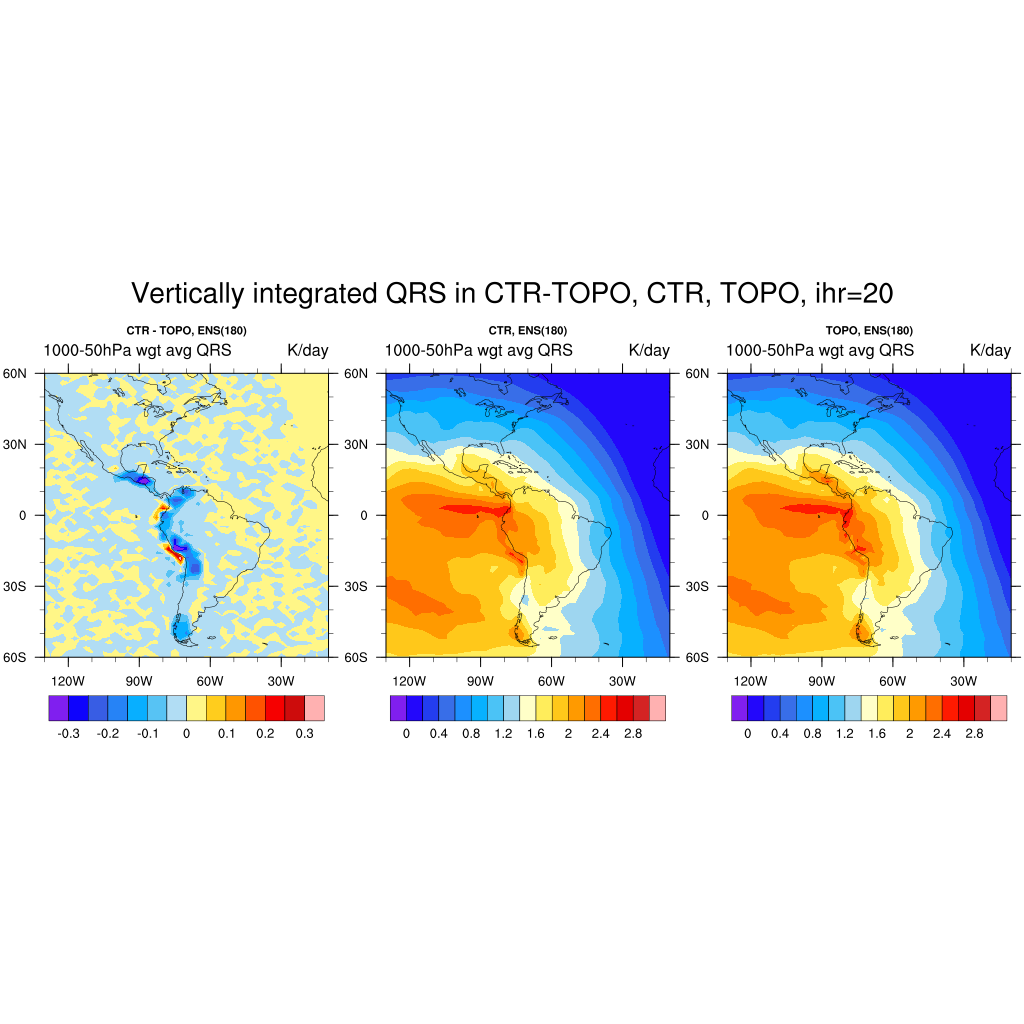 Vertically integrated QRS in CTR-TOPO, CTR, TOPO, ihr=20
CTR - TOPO, ENS(180)
1000-50hPa wgt avg QRS K/day
60N
30N
0
30S
60S
120W 90W 60W 30W
-0.3 -0.2 -0.1 0 0.1 0.2 0.3
CTR, ENS(180)
1000-50hPa wgt avg QRS K/day
60N
30N
0
30S
60S
120W 90W 60W 30W
0 0.4 0.8 1.2 1.6 2 2.4 2.8
TOPO, ENS(180)
1000-50hPa wgt avg QRS K/day
60N
30N
0
30S
60S
120W 90W 60W 30W
0 0.4 0.8 1.2 1.6 2 2.4 2.8